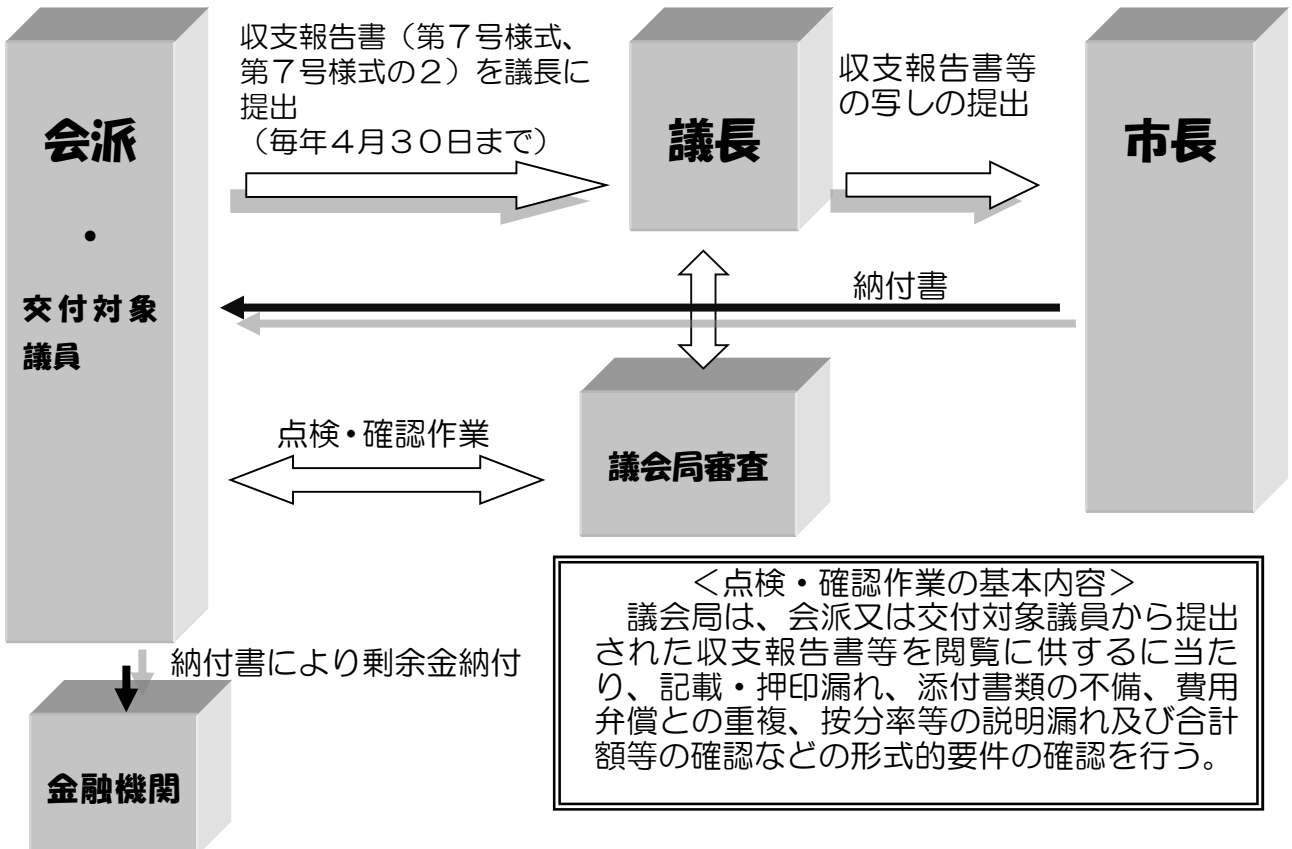 収支報告書（第７号様式、
第７号様式の２）を議長に
提出
（毎年４月３０日まで）
収支報告書等
の写しの提出
会派
・
交付対象
議員
議長
市長
納付書
点検・確認作業
議会局審査
＜点検・確認作業の基本内容＞
議会局は、会派又は交付対象議員から提出
された収支報告書等を閲覧に供するに当た
り、記載・押印漏れ、添付書類の不備、費用
弁償との重複、按分率等の説明漏れ及び合計
額等の確認などの形式的要件の確認を行う。
納付書により剰余金納付
金融機関